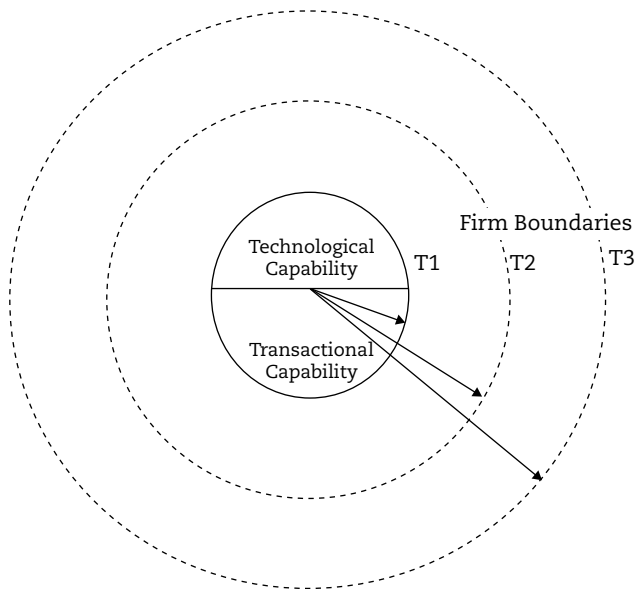 Firm Boundaries
Technological
Capability
T1
T2
T3
Transactional
Capability